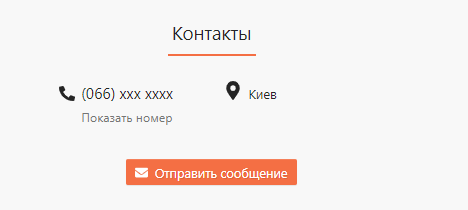 Контакты
(066) xxx xxxx
Киев
Показать номер
Отправить сообщение